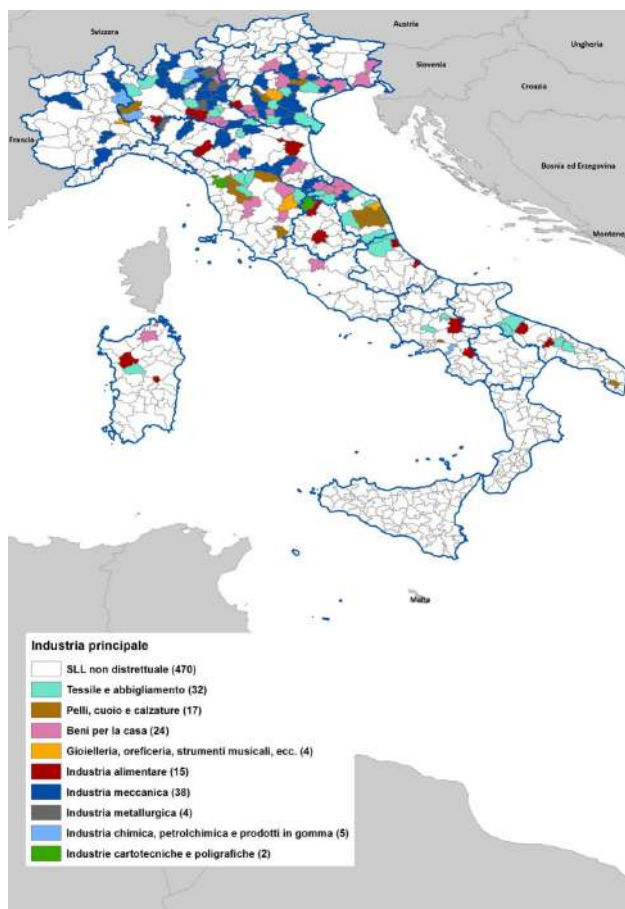 Austria
Svizzera
Ungheria
Slovenia
Croazia
Francia
Bosnia ed Erzegovina
Montene
Malta
Industria principale
SLL non distrettuale (470)
Tessile e abbigliamento (32)
Pelli, cuoio e calzature (17)
Beni per la casa (24)
Gioielleria, oreficeria, strumenti musicali, ecc. (4)
Industria alimentare (15)
Industria meccanica (38)
Industria metallurgica (4)
Industria chimica, petrolchimica e prodotti in gomma (5)
Industrie cartotecniche e poligrafiche (2)